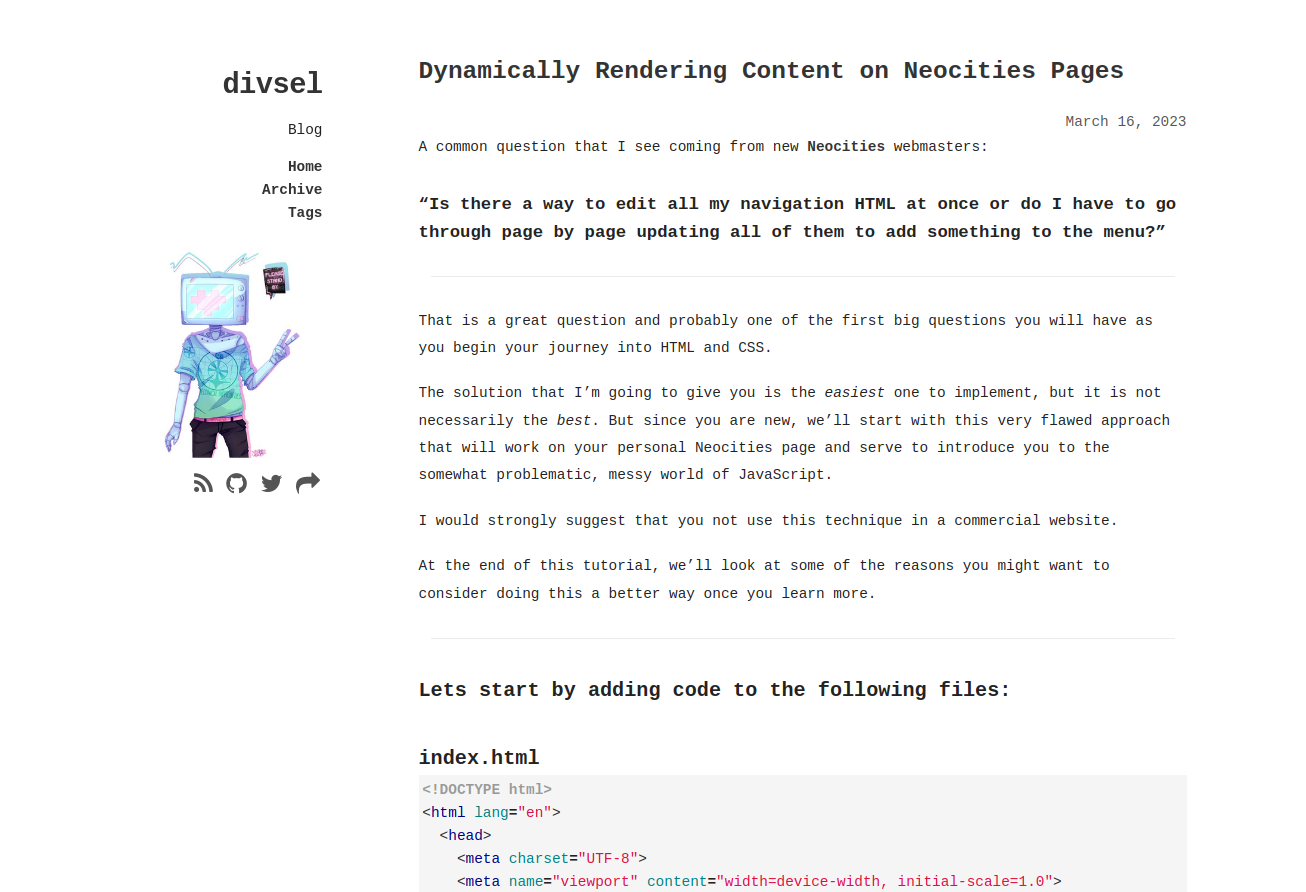 divsel
Blog
Home
Archive
Tags
PLEASE
STAND
BY
Dynamically Rendering Content on Neocities Pages
March 16, 2023
A common question that I see coming from new Neocities webmasters:
“Is there a way to edit all my navigation HTML at once or do I have to go
through page by page updating all of them to add something to the menu?”
That is a great question and probably one of the first big questions you will have as
you begin your journey into HTML and CSS.
The solution that I’m going to give you is the easiest one to implement, but it is not
necessarily the best. But since you are new, we’ll start with this very flawed approach
that will work on your personal Neocities page and serve to introduce you to the
somewhat problematic, messy world of JavaScript.
I would strongly suggest that you not use this technique in a commercial website.
At the end of this tutorial, we’ll look at some of the reasons you might want to
consider doing this a better way once you learn more.
Lets start by adding code to the following files:
index.html
<!DOCTYPE html>
<html lang="en">
<head>
<meta charset="UTF-8">
<meta name="viewport" content="width=device-width, initial-scale=1.0">